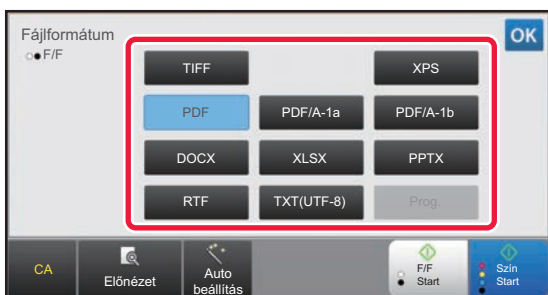 Fájlformátum
F/F
OK
TIFF
XPS
PDF
PDF/A-1a
PDF/A-1b
DOCX
XLSX
PPTX
RTF
TXT(UTF-8)
Prog.
CA
Előnézet
Auto
beállítás
F/F
Start
Szín
Start